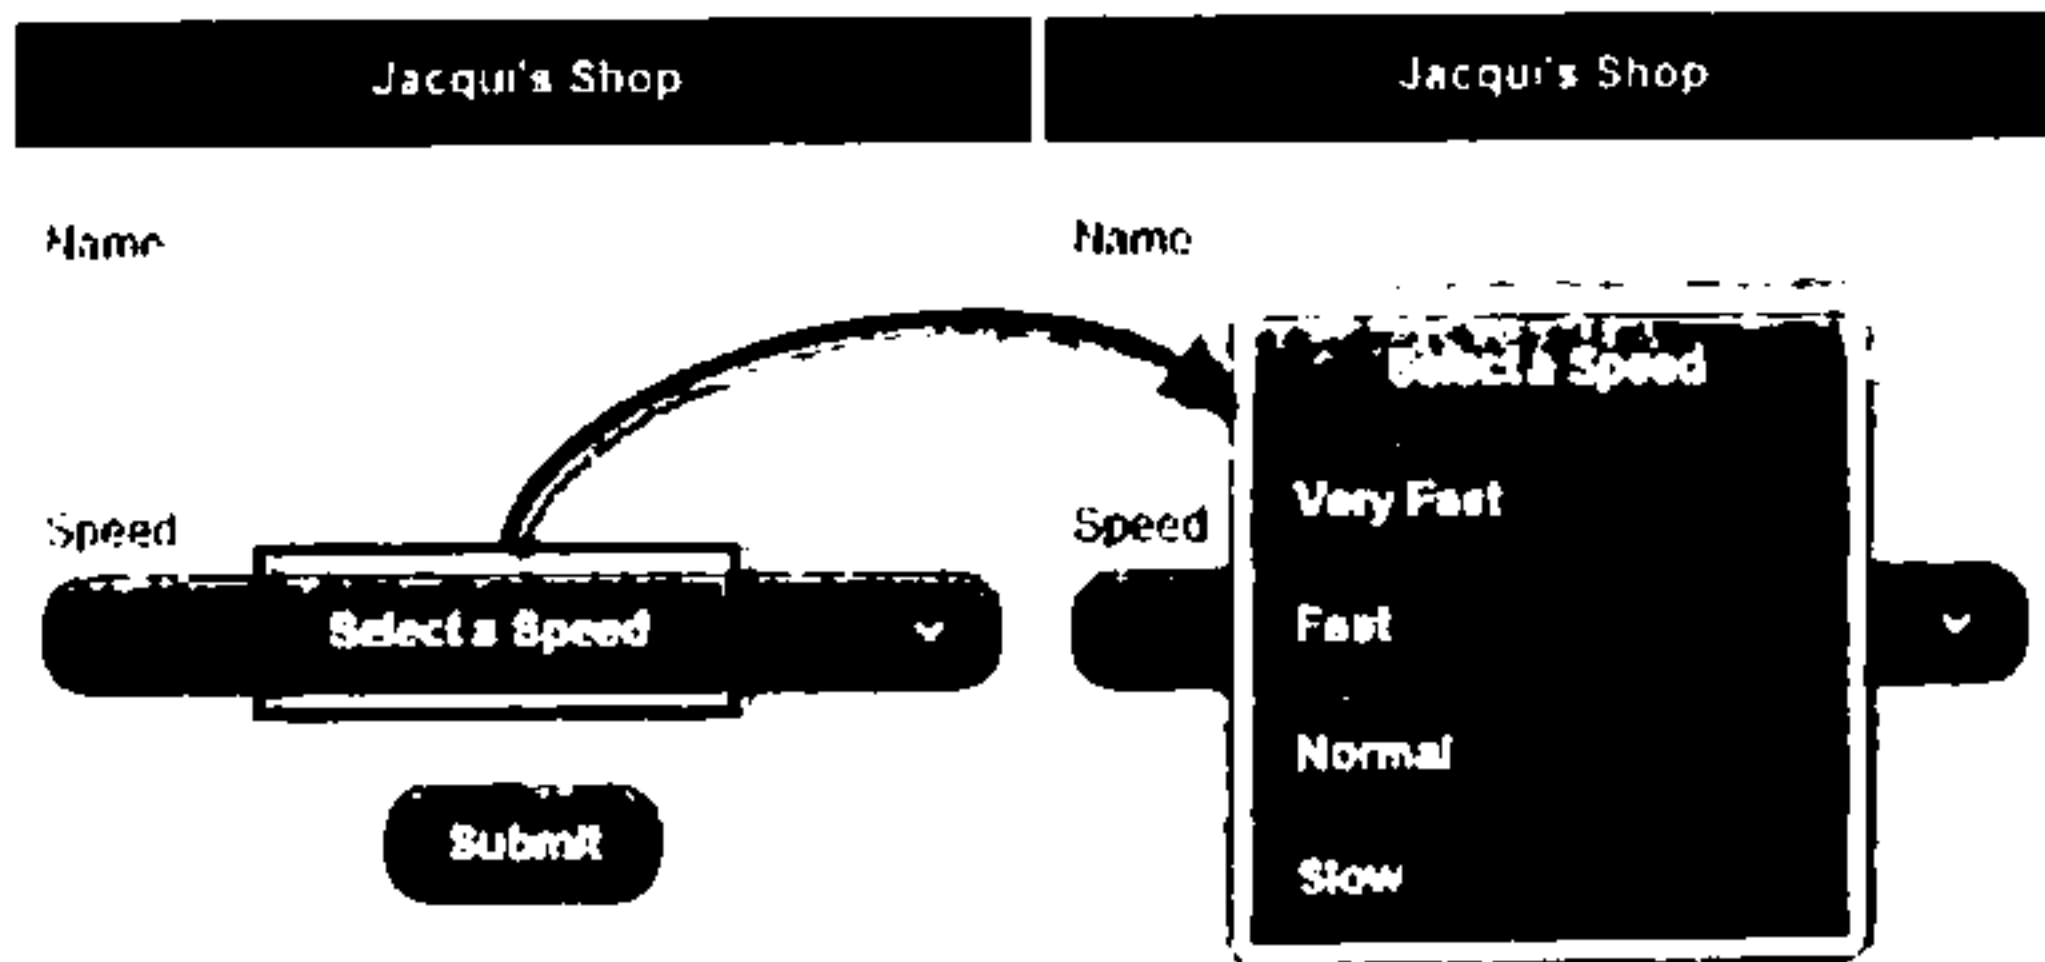 Jacqui's Shop
Name
Speed
Select a Speed
Submit
Jacqui's Shop
Name
Speed
Select a Speed
Very Fast
Fast
Normal
Slow